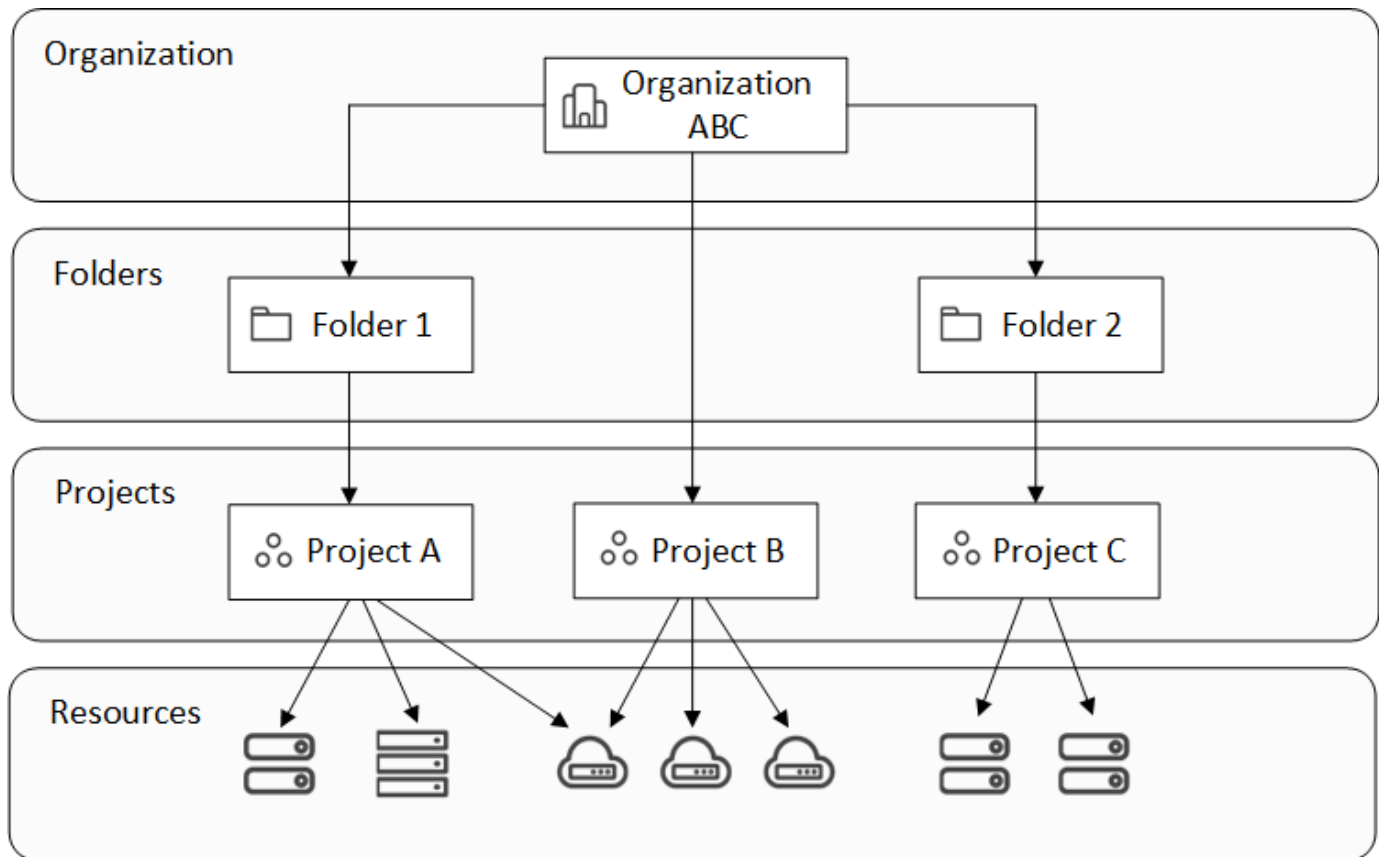 Organization
Organization
ABC
Folders
Folder 1
Folder 2
Projects
Project A
Project B
Project C
Resources